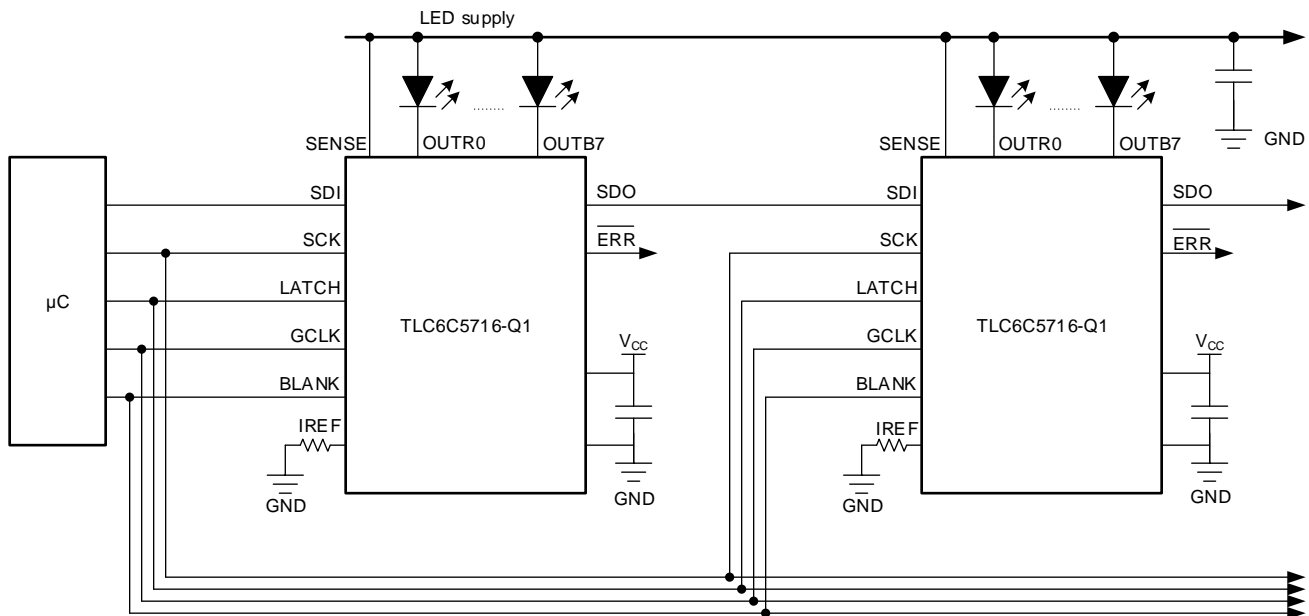 LED supply
SENSE
OUTR0
........
OUTB7
SENSE
OUTR0
........
OUTB7
GND
SDI
SDO
SDI
SDO
SCK
ERR
SCK
ERR
µC
LATCH
TLC6C5716-Q1
LATCH
TLC6C5716-Q1
GCLK
VCC
GCLK
VCC
BLANK
BLANK
IREF
IREF
GND
GND
GND
GND